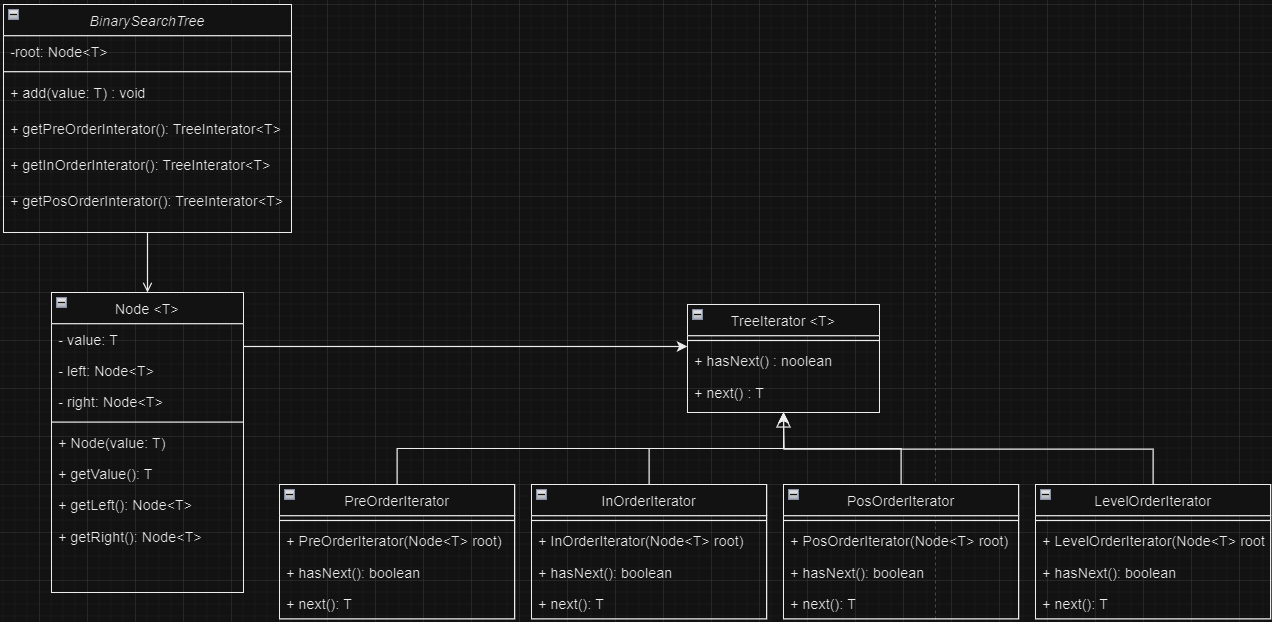 BinarySearchTree
-root: Node<T>
+ add(value: T) : void
+ getPreOrderInterator(): TreeInterator<T>
+ getInOrderInterator(): TreeInterator<T>
+ getPosOrderInterator(): TreeInterator<T>
Node <T>
- value: T
- left: Node<T>
- right: Node<T>
+ Node(value: T)
+ getValue(): T
+ getLeft(): Node<T>
+ getRight(): Node<T>
TreeIterator <T>
+ hasNext() : noolean
+ next() : T
PreOrderIterator
+ PreOrderIterator(Node<T> root)
+ hasNext(): boolean
+ next(): T
InOrderIterator
+ InOrderIterator(Node<T> root)
+ hasNext(): boolean
+ next(): T
PosOrderIterator
+ PosOrderIterator(Node<T> root)
+ hasNext(): boolean
+ next(): T
LevelOrderIterator
+ LevelOrderIterator(Node<T> root
+ hasNext(): boolean
+ next(): T